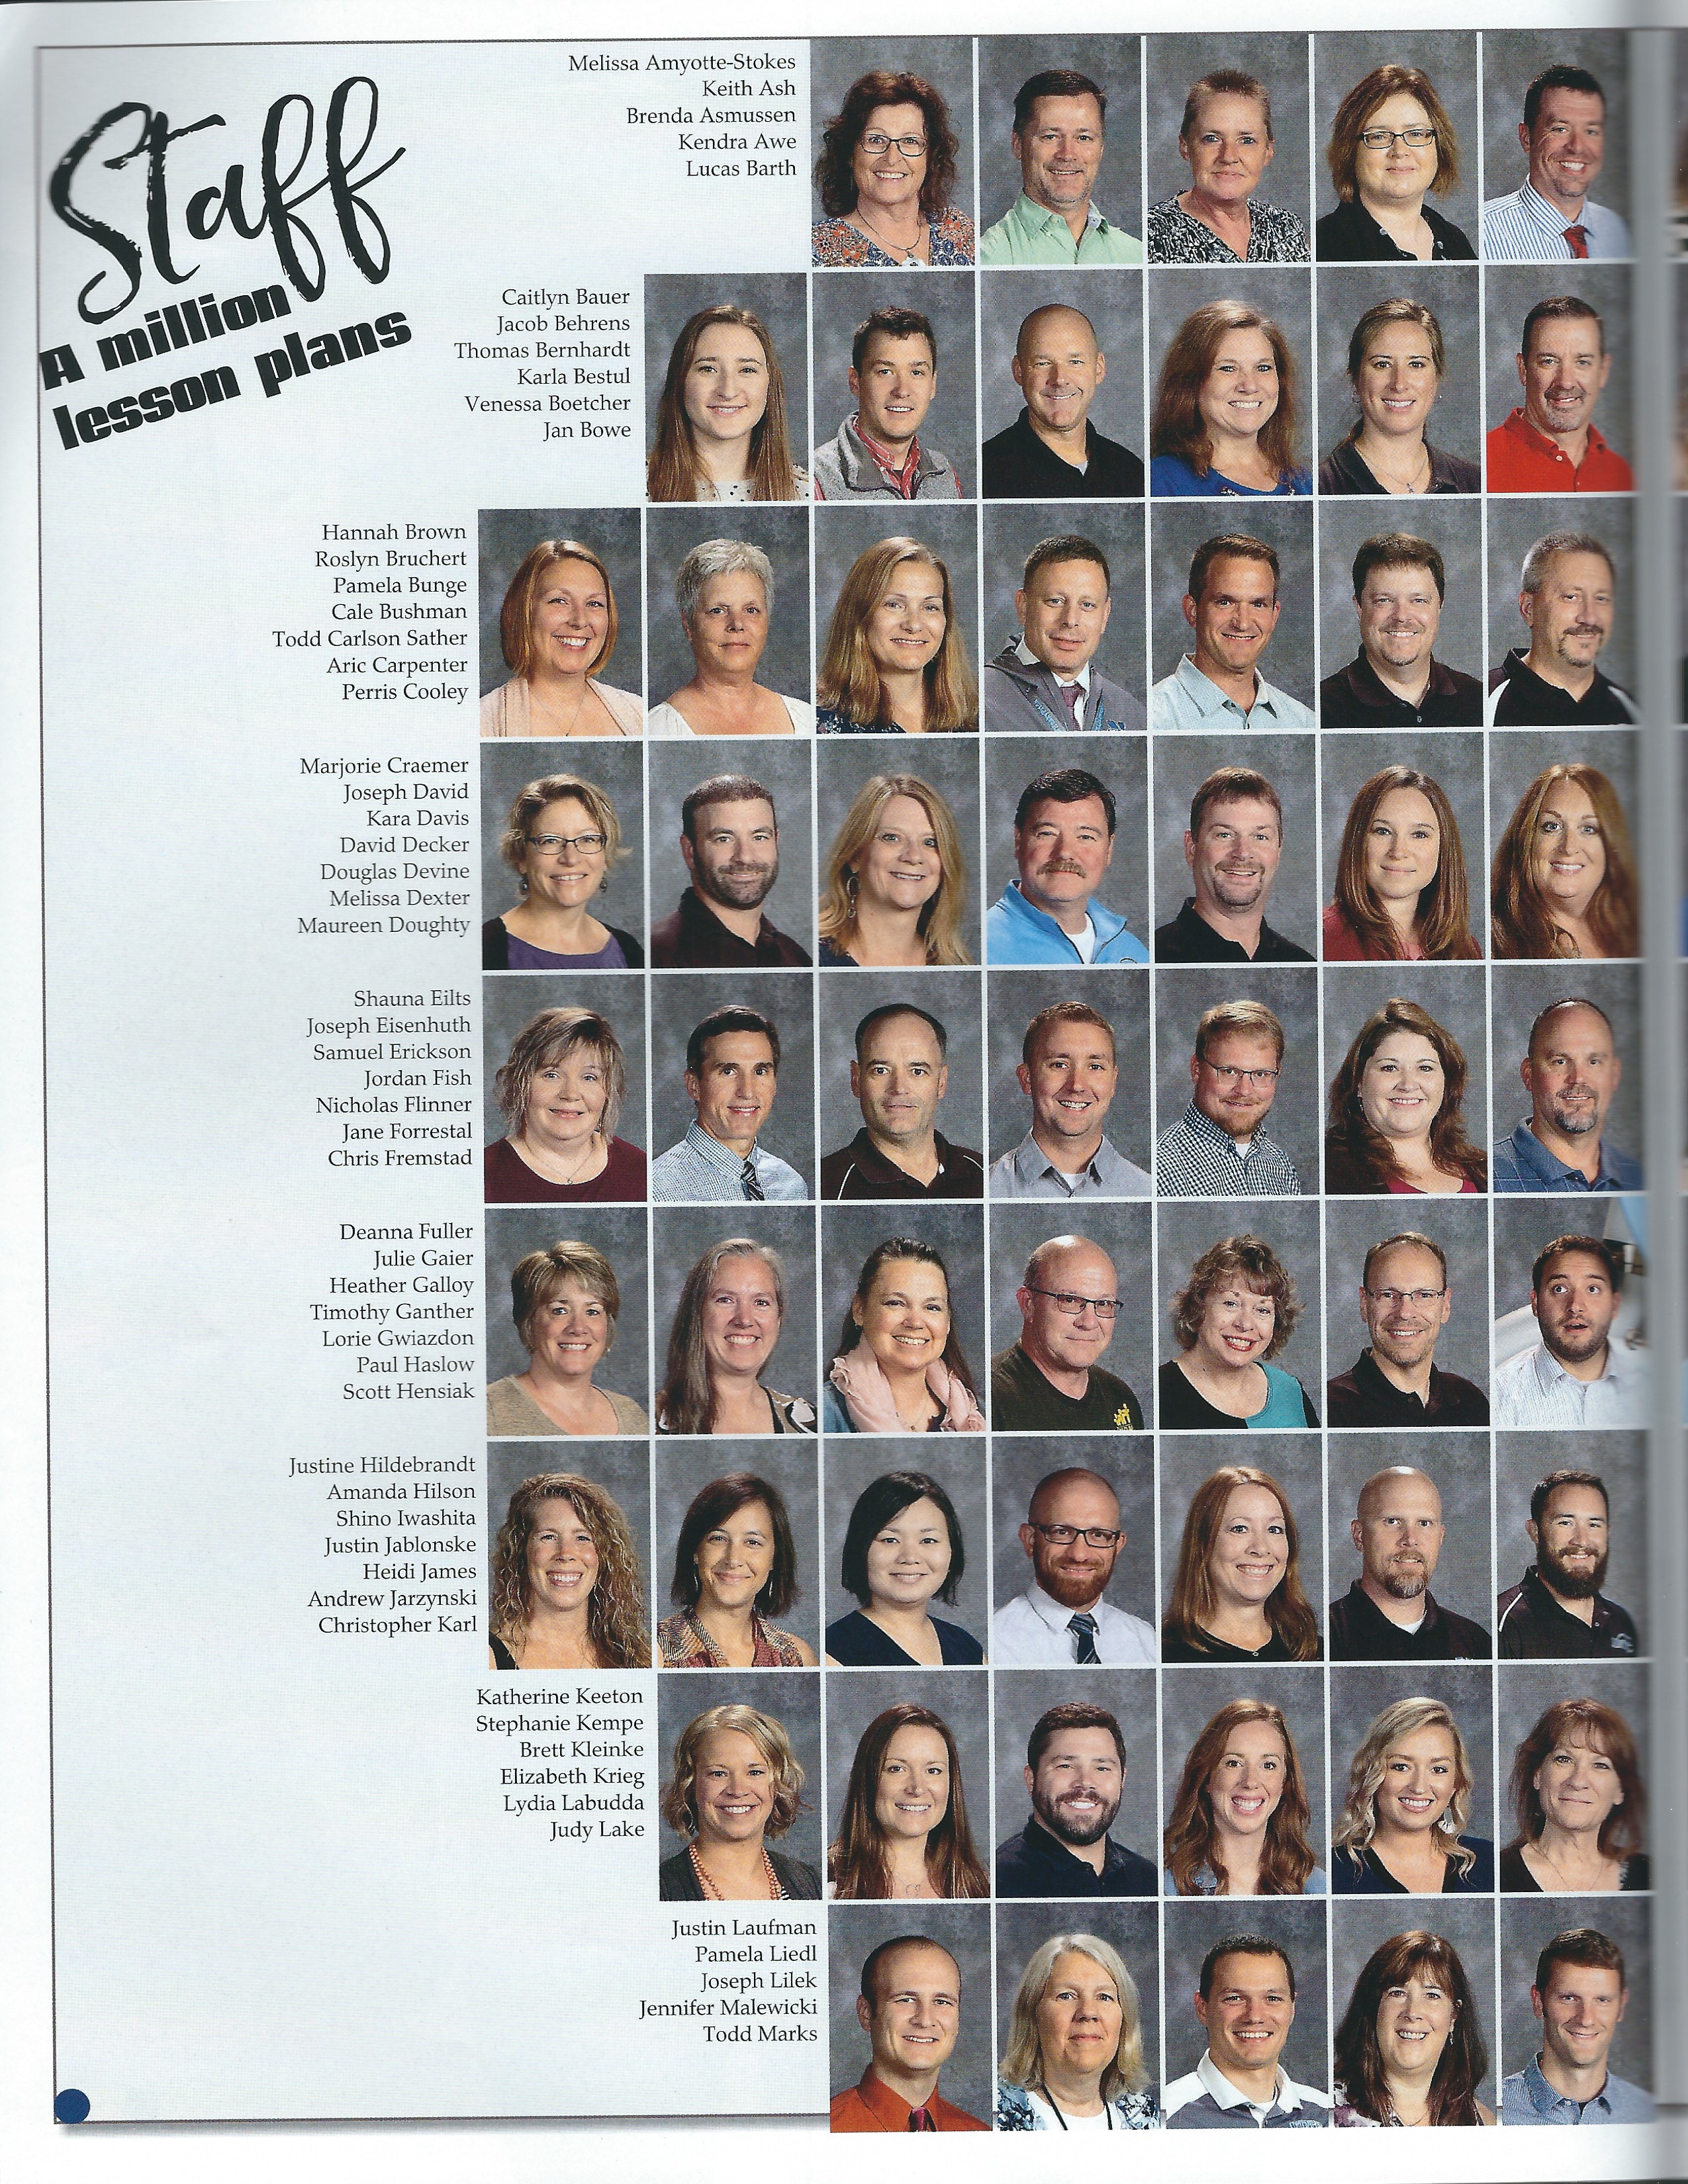 Staff
A million
lesson plans
Melissa Amyotte-Stokes
Keith Ash
Brenda Asmussen
Kendra Awe
Lucas Barth
Caitlyn Bauer
Jacob Behrens
Thomas Bernhardt
Karla Bestul
Venessa Boetcher
Jan Bowe
Hannah Brown
Roslyn Bruchert
Pamela Bunge
Cale Bushman
Todd Carlson Sather
Aric Carpenter
Perris Cooley
Marjorie Craemer
Joseph David
Kara Davis
David Decker
Douglas Devine
Melissa Dexter
Maureen Doughty
Shauna Eilts
Joseph Eisenhuth
Samuel Erickson
Jordan Fish
Nicholas Flinner
Jane Forrestal
Chris Fremstad
Deanna Fuller
Julie Gaier
Heather Galloy
Timothy Ganther
Lorie Gwiazdon
Paul Haslow
Scott Hensiak
Justine Hildebrandt
Amanda Hilson
Shino Iwashita
Justin Jablonske
Heidi James
Andrew Jarzynski
Christopher Karl
Katherine Keeton
Stephanie Kempe
Brett Kleinke
Elizabeth Krieg
Lydia Labudda
Judy Lake
Justin Laufman
Pamela Liedl
Joseph Lilek
Jennifer Malewicki
Todd Marks